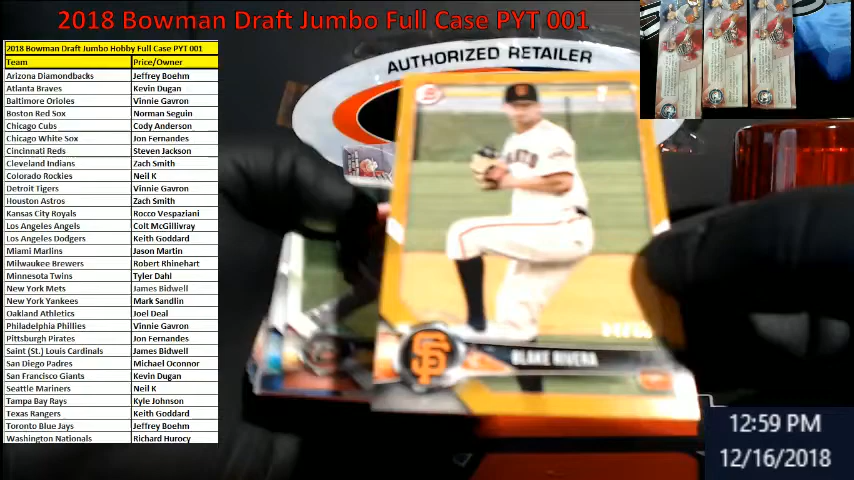 2018 Bowman Draft Jumbo Full Case PYT 001
2018 Bowman Draft Jumbo Hobby Full Case PYT 001
Team Price/Owner
Arizona Diamondbacks Jeffrey Boehm
Atlanta Braves Kevin Dugan
Baltimore Orioles Vinnie Gavron
Boston Red Sox Norman Seguin
Chicago Cubs Cody Anderson
Chicago White Sox Jon Fernandes
Cincinnati Reds Steven Jackson
Cleveland Indians Zach Smith
Colorado Rockies Neil K
Detroit Tigers Vinnie Gavron
Houston Astros Zach Smith
Kansas City Royals Rocco Vespaziani
Los Angeles Angels Colt McGillivray
Los Angeles Dodgers Keith Goddard
Miami Marlins Jason Martin
Milwaukee Brewers Robert Rhinehart
Minnesota Twins Tyler Dahl
New York Mets James Bidwell
New York Yankees Mark Sandlin
Oakland Athletics Joel Deal
Philadelphia Phillies Vinnie Gavron
Pittsburgh Pirates Jon Fernandes
Saint (St.) Louis Cardinals James Bidwell
San Diego Padres Michael Oconnor
San Francisco Giants Kevin Dugan
Seattle Mariners Neil K
Tampa Bay Rays Kyle Johnson
Texas Rangers Keith Goddard
Toronto Blue Jays Jeffrey Boehm
Washington Nationals Richard Hurocy
AUTHORIZED RETAILER
SF
BLAKE RIVERA
12:59 PM
12/16/2018